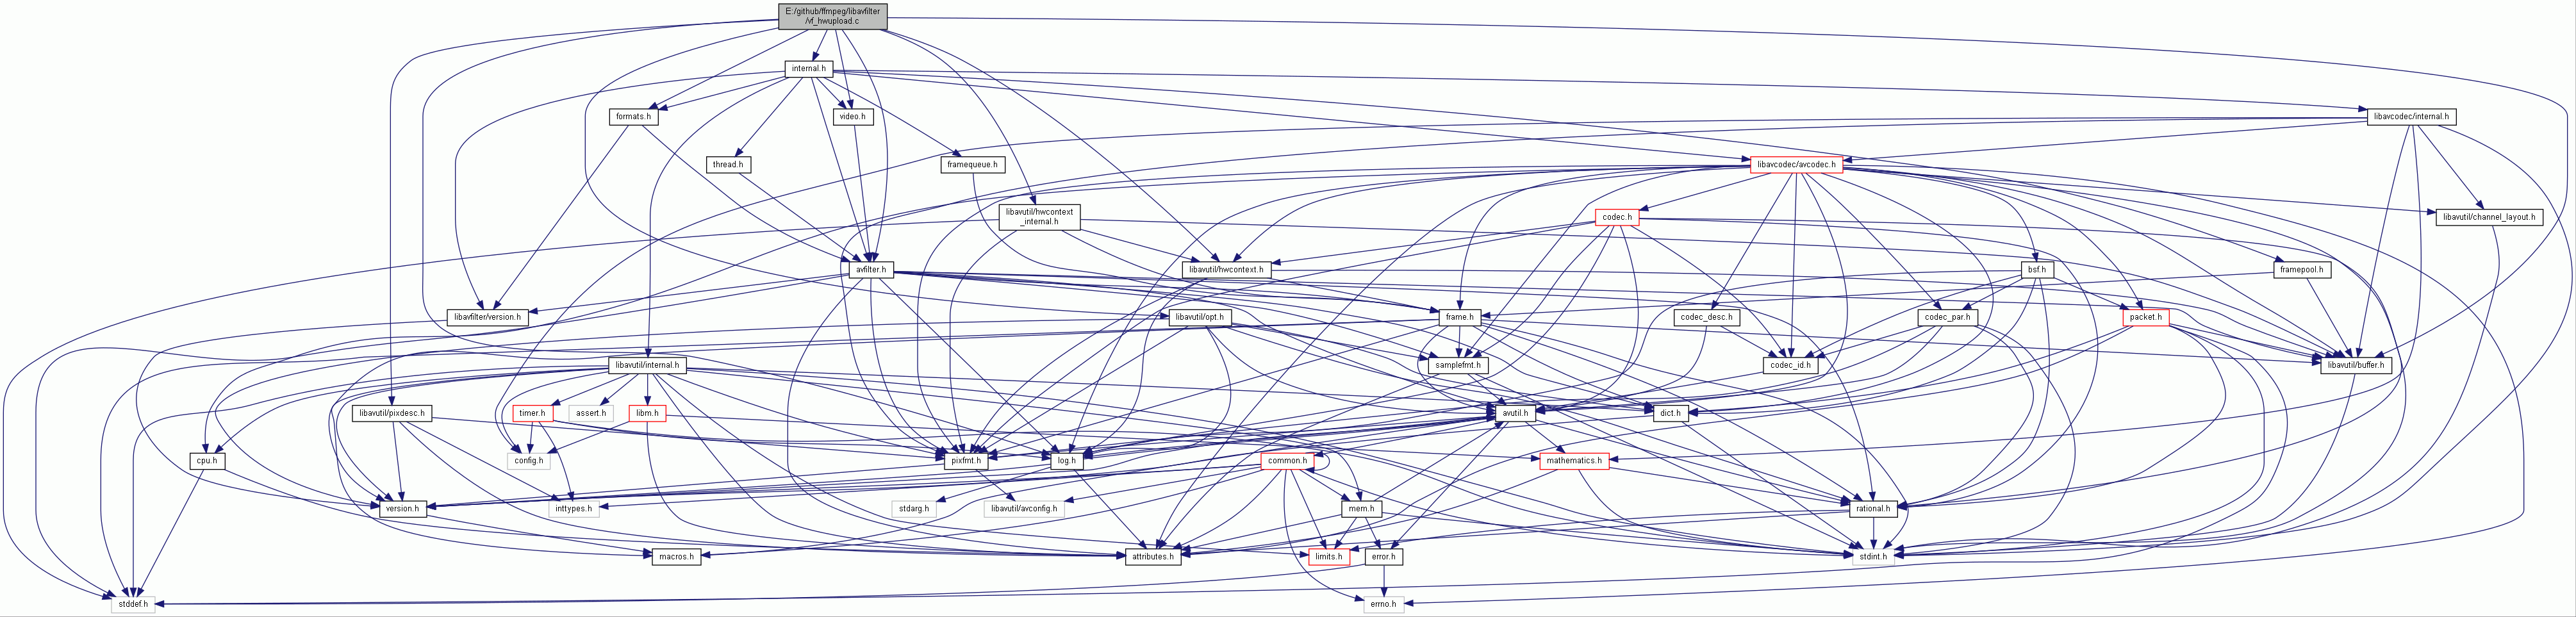 E:/github/ffmpeg/libavfilter
/vf_hwupload.c
internal.h
formats.h
video.h
libavcodec/internal.h
thread.h
framequeue.h
libavcodec/avcodec.h
libavutil/hwcontext
_internal.h
codec.h
libavutil/channel_layout.h
avfilter.h
libavutil/hwcontext.h
bsf.h
framepool.h
libavfilter/version.h
libavutil/opt.h
frame.h
codec_desc.h
codec_par.h
packet.h
libavutil/internal.h
samplefmt.h
codec_id.h
libavutil/buffer.h
libavutil/pixdesc.h
timer.h
assert.h
libm.h
avutil.h
dict.h
cpu.h
config.h
pixfmt.h
log.h
common.h
mathematics.h
version.h
inttypes.h
stdarg.h
libavutil/avconfig.h
mem.h
rational.h
macros.h
attributes.h
limits.h
error.h
stdint.h
stddef.h
errno.h